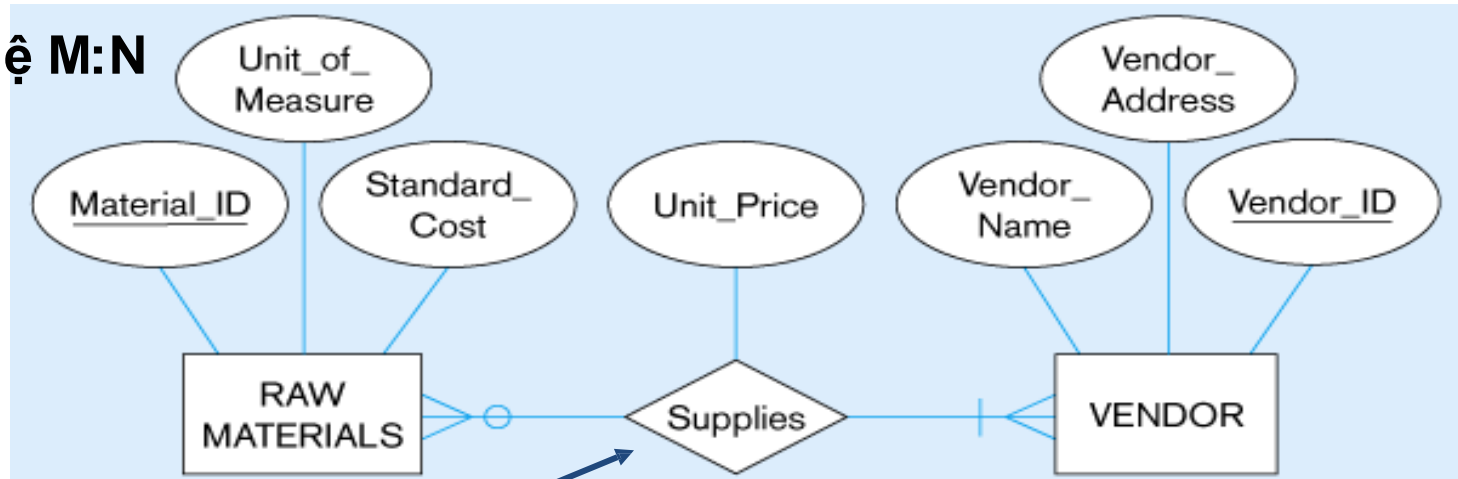 ệ M:N
Unit_of_
Measure
Vendor_
Address
Material_ID
Standard_
Cost
Unit_Price
Vendor_
Name
Vendor_ID
RAW
MATERIALS
Supplies
VENDOR